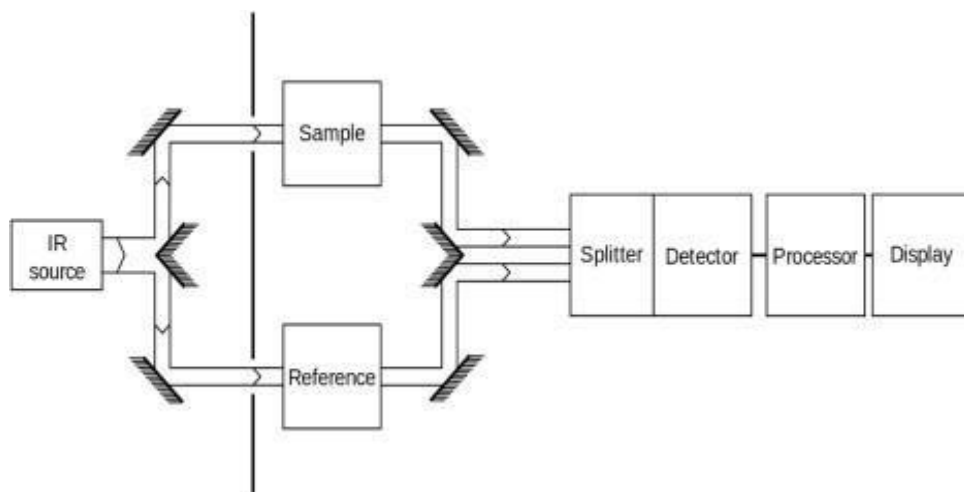 Sample
IR
source
Splitter
Detector
Processor
Display
Reference